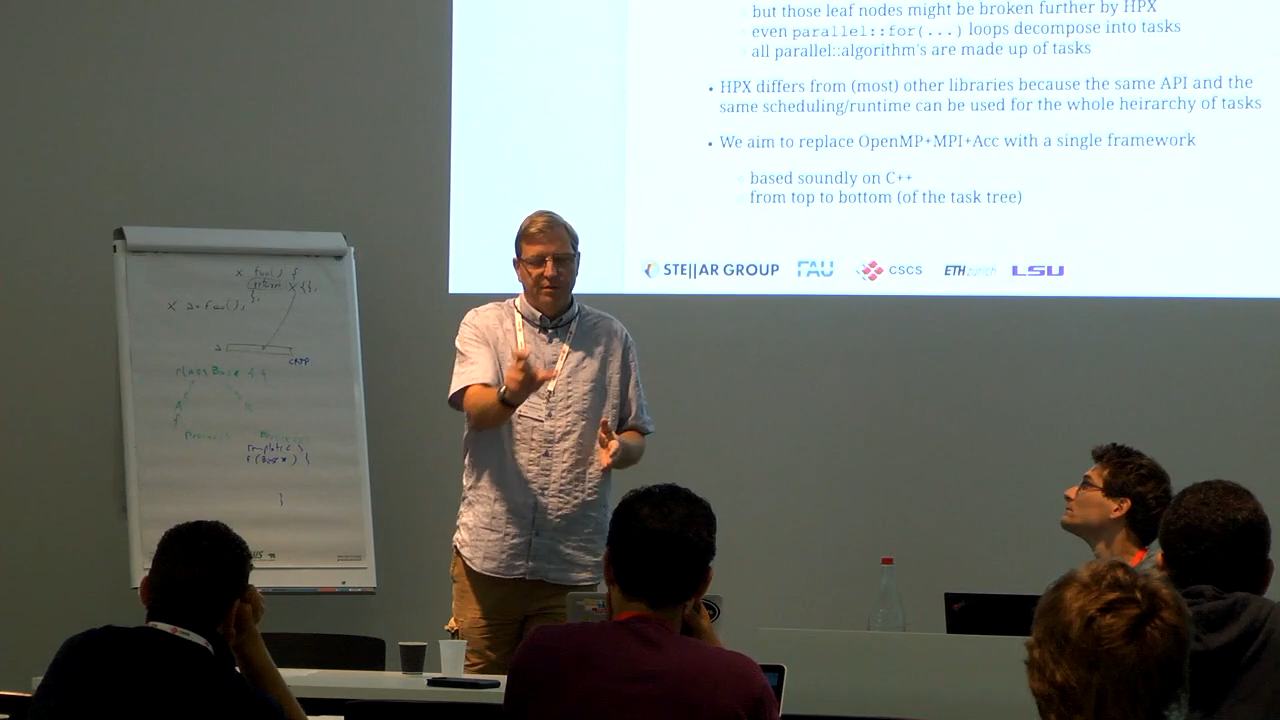 but those leaf nodes might be broken further by HPX
even parallel::for(...) loops decompose into tasks
all parallel::algorithm's are made up of tasks
• HPX differs from (most) other libraries because the same API and the
same scheduling/runtime can be used for the whole heirarchy of tasks
• We aim to replace OpenMP+MPI+Acc with a single framework
based soundly on C++
from top to bottom (of the task tree)
STE||AR GROUP FAU CSCS ETH zürich LSU
CRTP
class Base {
}